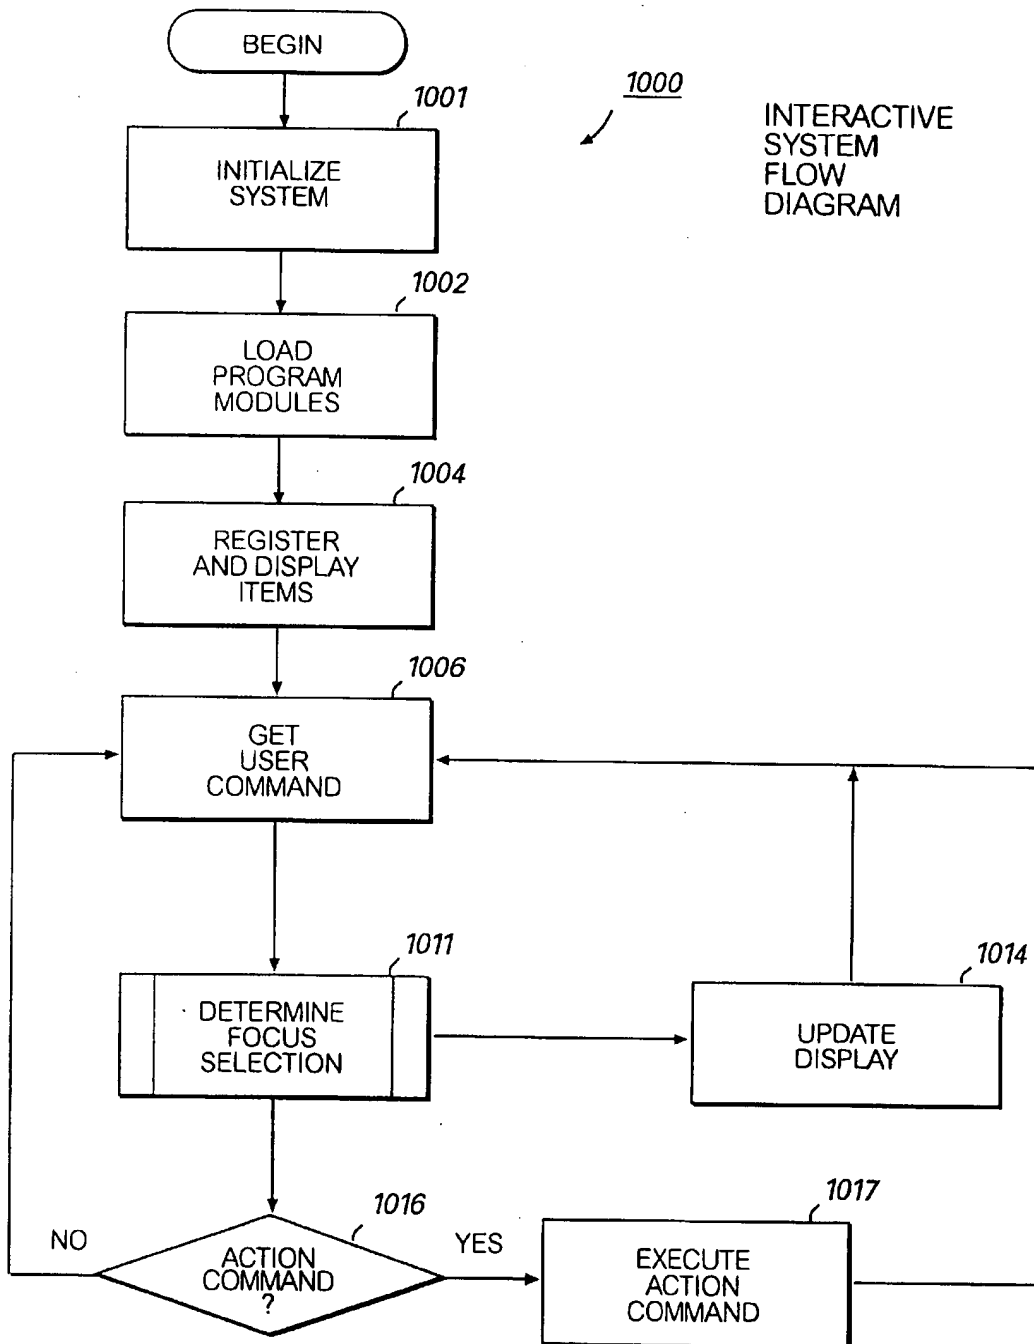 BEGIN
1000
INTERACTIVE
SYSTEM
FLOW
DIAGRAM
1001
INITIALIZE
SYSTEM
1002
LOAD
PROGRAM
MODULES
1004
REGISTER
AND DISPLAY
ITEMS
1006
GET
USER
COMMAND
1011
DETERMINE
FOCUS
SELECTION
1014
UPDATE
DISPLAY
1016
NO
ACTION
COMMAND
?
YES
1017
EXECUTE
ACTION
COMMAND